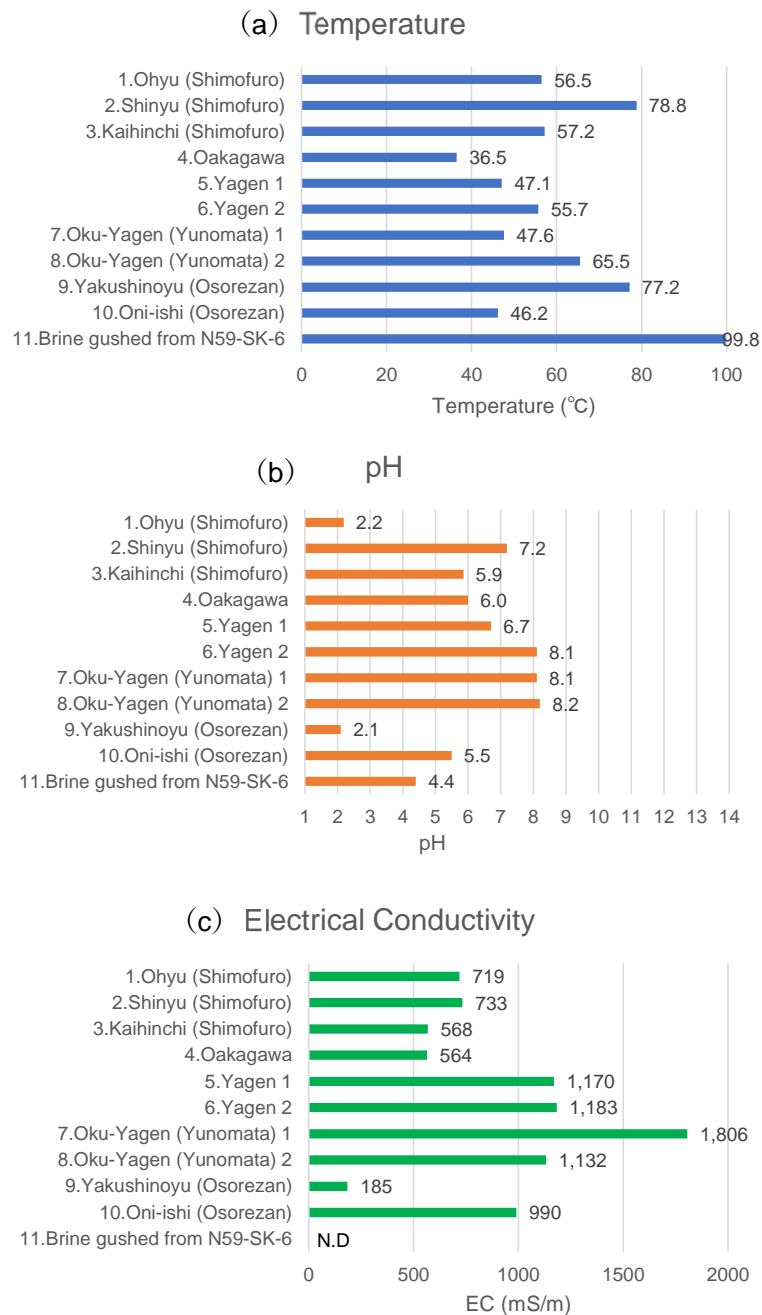 (a) Temperature
1.Ohyu (Shimofuro) 56.5
2.Shinyu (Shimofuro) 78.8
3.Kaihinchi (Shimofuro) 57.2
4.Oakagawa 36.5
5.Yagen 1 47.1
6.Yagen 2 55.7
7.Oku-Yagen (Yunomata) 1 47.6
8.Oku-Yagen (Yunomata) 2 65.5
9.Yakushinoyu (Osorezan) 77.2
10.Oni-ishi (Osorezan) 46.2
11.Brine gushed from N59-SK-6 99.8
0 20 40 60 80 100
Temperature (℃)
(b) pH
1.Ohyu (Shimofuro) 2.2
2.Shinyu (Shimofuro) 7.2
3.Kaihinchi (Shimofuro) 5.9
4.Oakagawa 6.0
5.Yagen 1 6.7
6.Yagen 2 8.1
7.Oku-Yagen (Yunomata) 1 8.1
8.Oku-Yagen (Yunomata) 2 8.2
9.Yakushinoyu (Osorezan) 2.1
10.Oni-ishi (Osorezan) 5.5
11.Brine gushed from N59-SK-6 4.4
1 2 3 4 5 6 7 8 9 10 11 12 13 14
pH
(c) Electrical Conductivity
1.Ohyu (Shimofuro) 719
2.Shinyu (Shimofuro) 733
3.Kaihinchi (Shimofuro) 568
4.Oakagawa 564
5.Yagen 1 1,170
6.Yagen 2 1,183
7.Oku-Yagen (Yunomata) 1 1,806
8.Oku-Yagen (Yunomata) 2 1,132
9.Yakushinoyu (Osorezan) 185
10.Oni-ishi (Osorezan) 990
11.Brine gushed from N59-SK-6 N.D
0 500 1000 1500 2000
EC (mS/m)